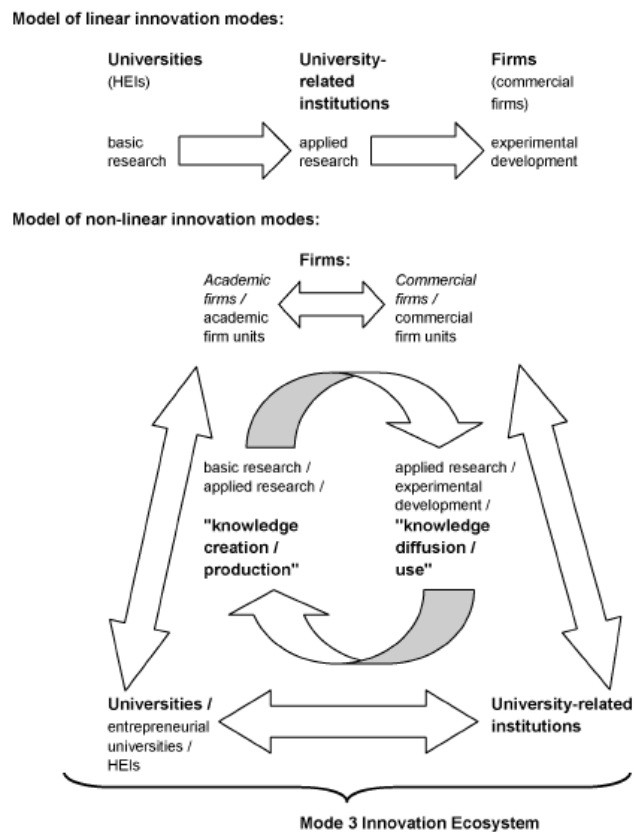 Model of linear innovation modes:
Universities
(HEIs)
University-
related
institutions
Firms
(commercial
firms)
basic
research
applied
research
experimental
development
Model of non-linear innovation modes:
Firms:
Academic
firms /
academic
firm units
Commercial
firms /
commercial
firm units
basic research /
applied research /
"knowledge
creation /
production"
applied research /
experimental
development /
"knowledge
diffusion /
use"
Universities /
entrepreneurial
universities /
HEIs
University-related
institutions
Mode 3 Innovation Ecosystem